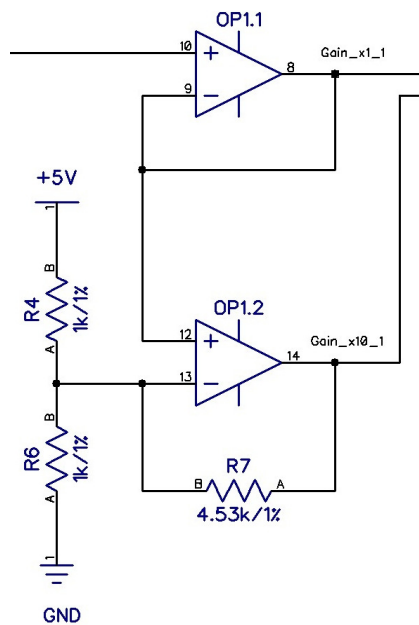 OP1.1
10
+
9
−
8
Gain_x1_1
+5V
1
B
R4
1k/1%
A
OP1.2
12
+
13
−
14
Gain_x10_1
B
R6
1k/1%
A
B
R7
A
4.53k/1%
1
GND